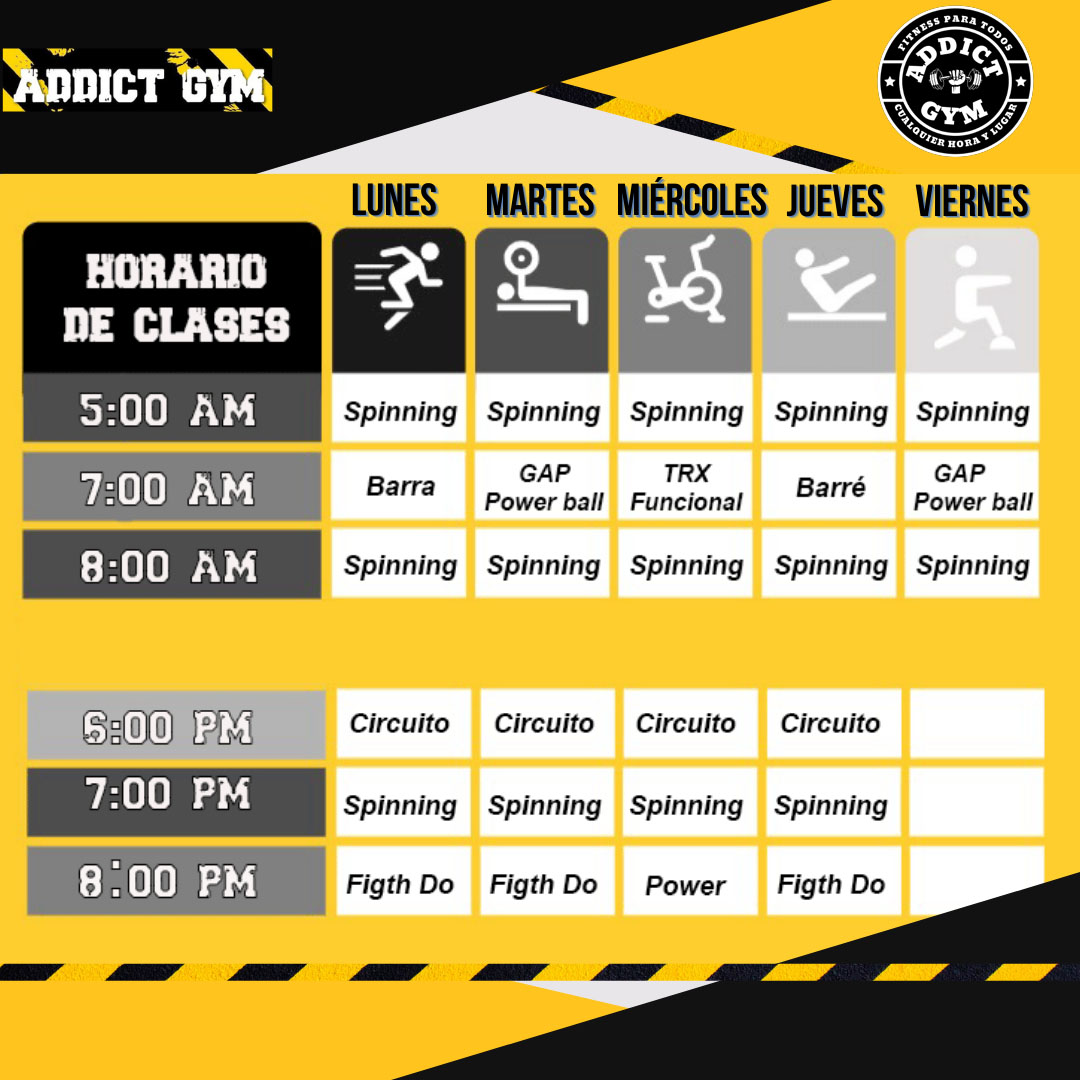 ADDICT GYM
FITNESS PARA TODOS
ADDICT
GYM
CUALQUIER HORA Y LUGAR
LUNES MARTES MIÉRCOLES JUEVES VIERNES
HORARIO
DE CLASES
5:00 AM Spinning Spinning Spinning Spinning Spinning
7:00 AM Barra GAP Power ball TRX Funcional Barré GAP Power ball
8:00 AM Spinning Spinning Spinning Spinning Spinning
6:00 PM Circuito Circuito Circuito Circuito
7:00 PM Spinning Spinning Spinning Spinning
8:00 PM Figth Do Figth Do Power Figth Do